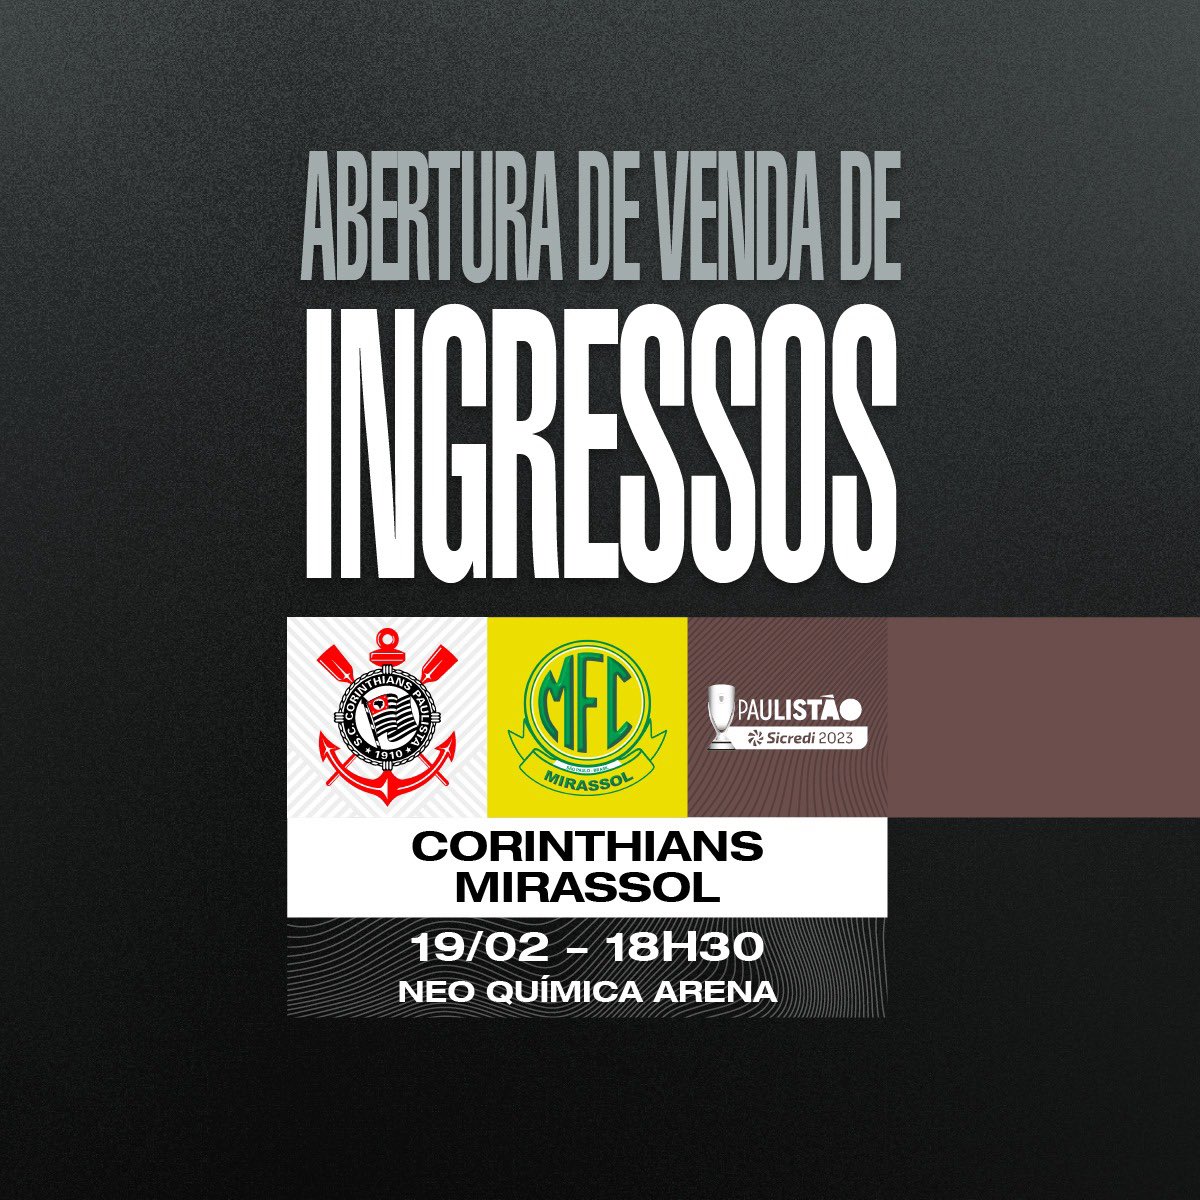 ABERTURA DE VENDA DE
INGRESSOS
S.C. CORINTHIANS PAULISTA
1910
MFC
MIRASSOL
PAULISTÃO
Sicredi 2023
CORINTHIANS
MIRASSOL
19/02 - 18H30
NEO QUÍMICA ARENA